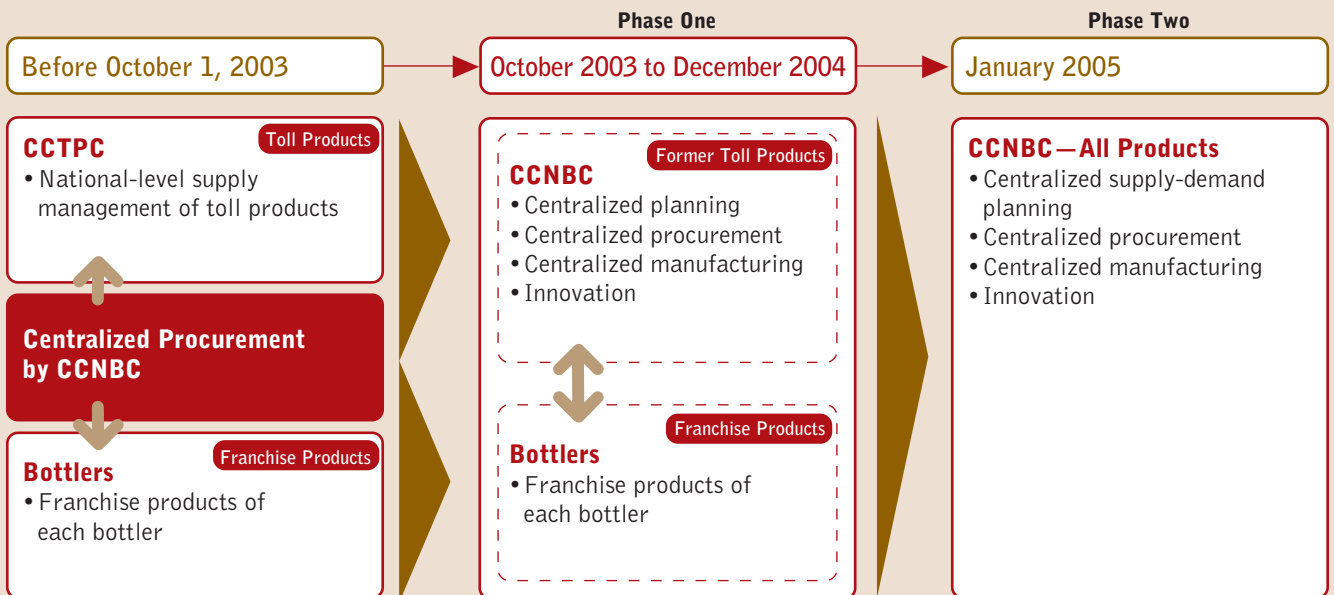 Phase One
Phase Two
Before October 1, 2003
October 2003 to December 2004
January 2005
Toll Products
CCTPC
• National-level supply
management of toll products
Centralized Procurement
by CCNBC
Franchise Products
Bottlers
• Franchise products of
each bottler
Former Toll Products
CCNBC
• Centralized planning
• Centralized procurement
• Centralized manufacturing
• Innovation
Franchise Products
Bottlers
• Franchise products of
each bottler
CCNBC—All Products
• Centralized supply-demand
planning
• Centralized procurement
• Centralized manufacturing
• Innovation